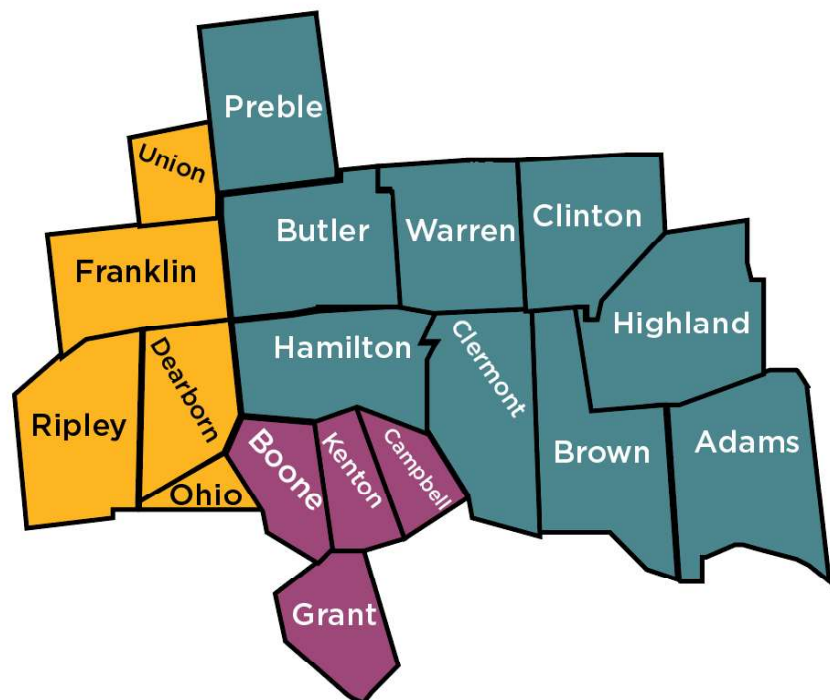 Preble
Union
Butler
Warren
Clinton
Franklin
Highland
Hamilton
Dearborn
Clermont
Ripley
Boone
Kenton
Campbell
Brown
Adams
Ohio
Grant